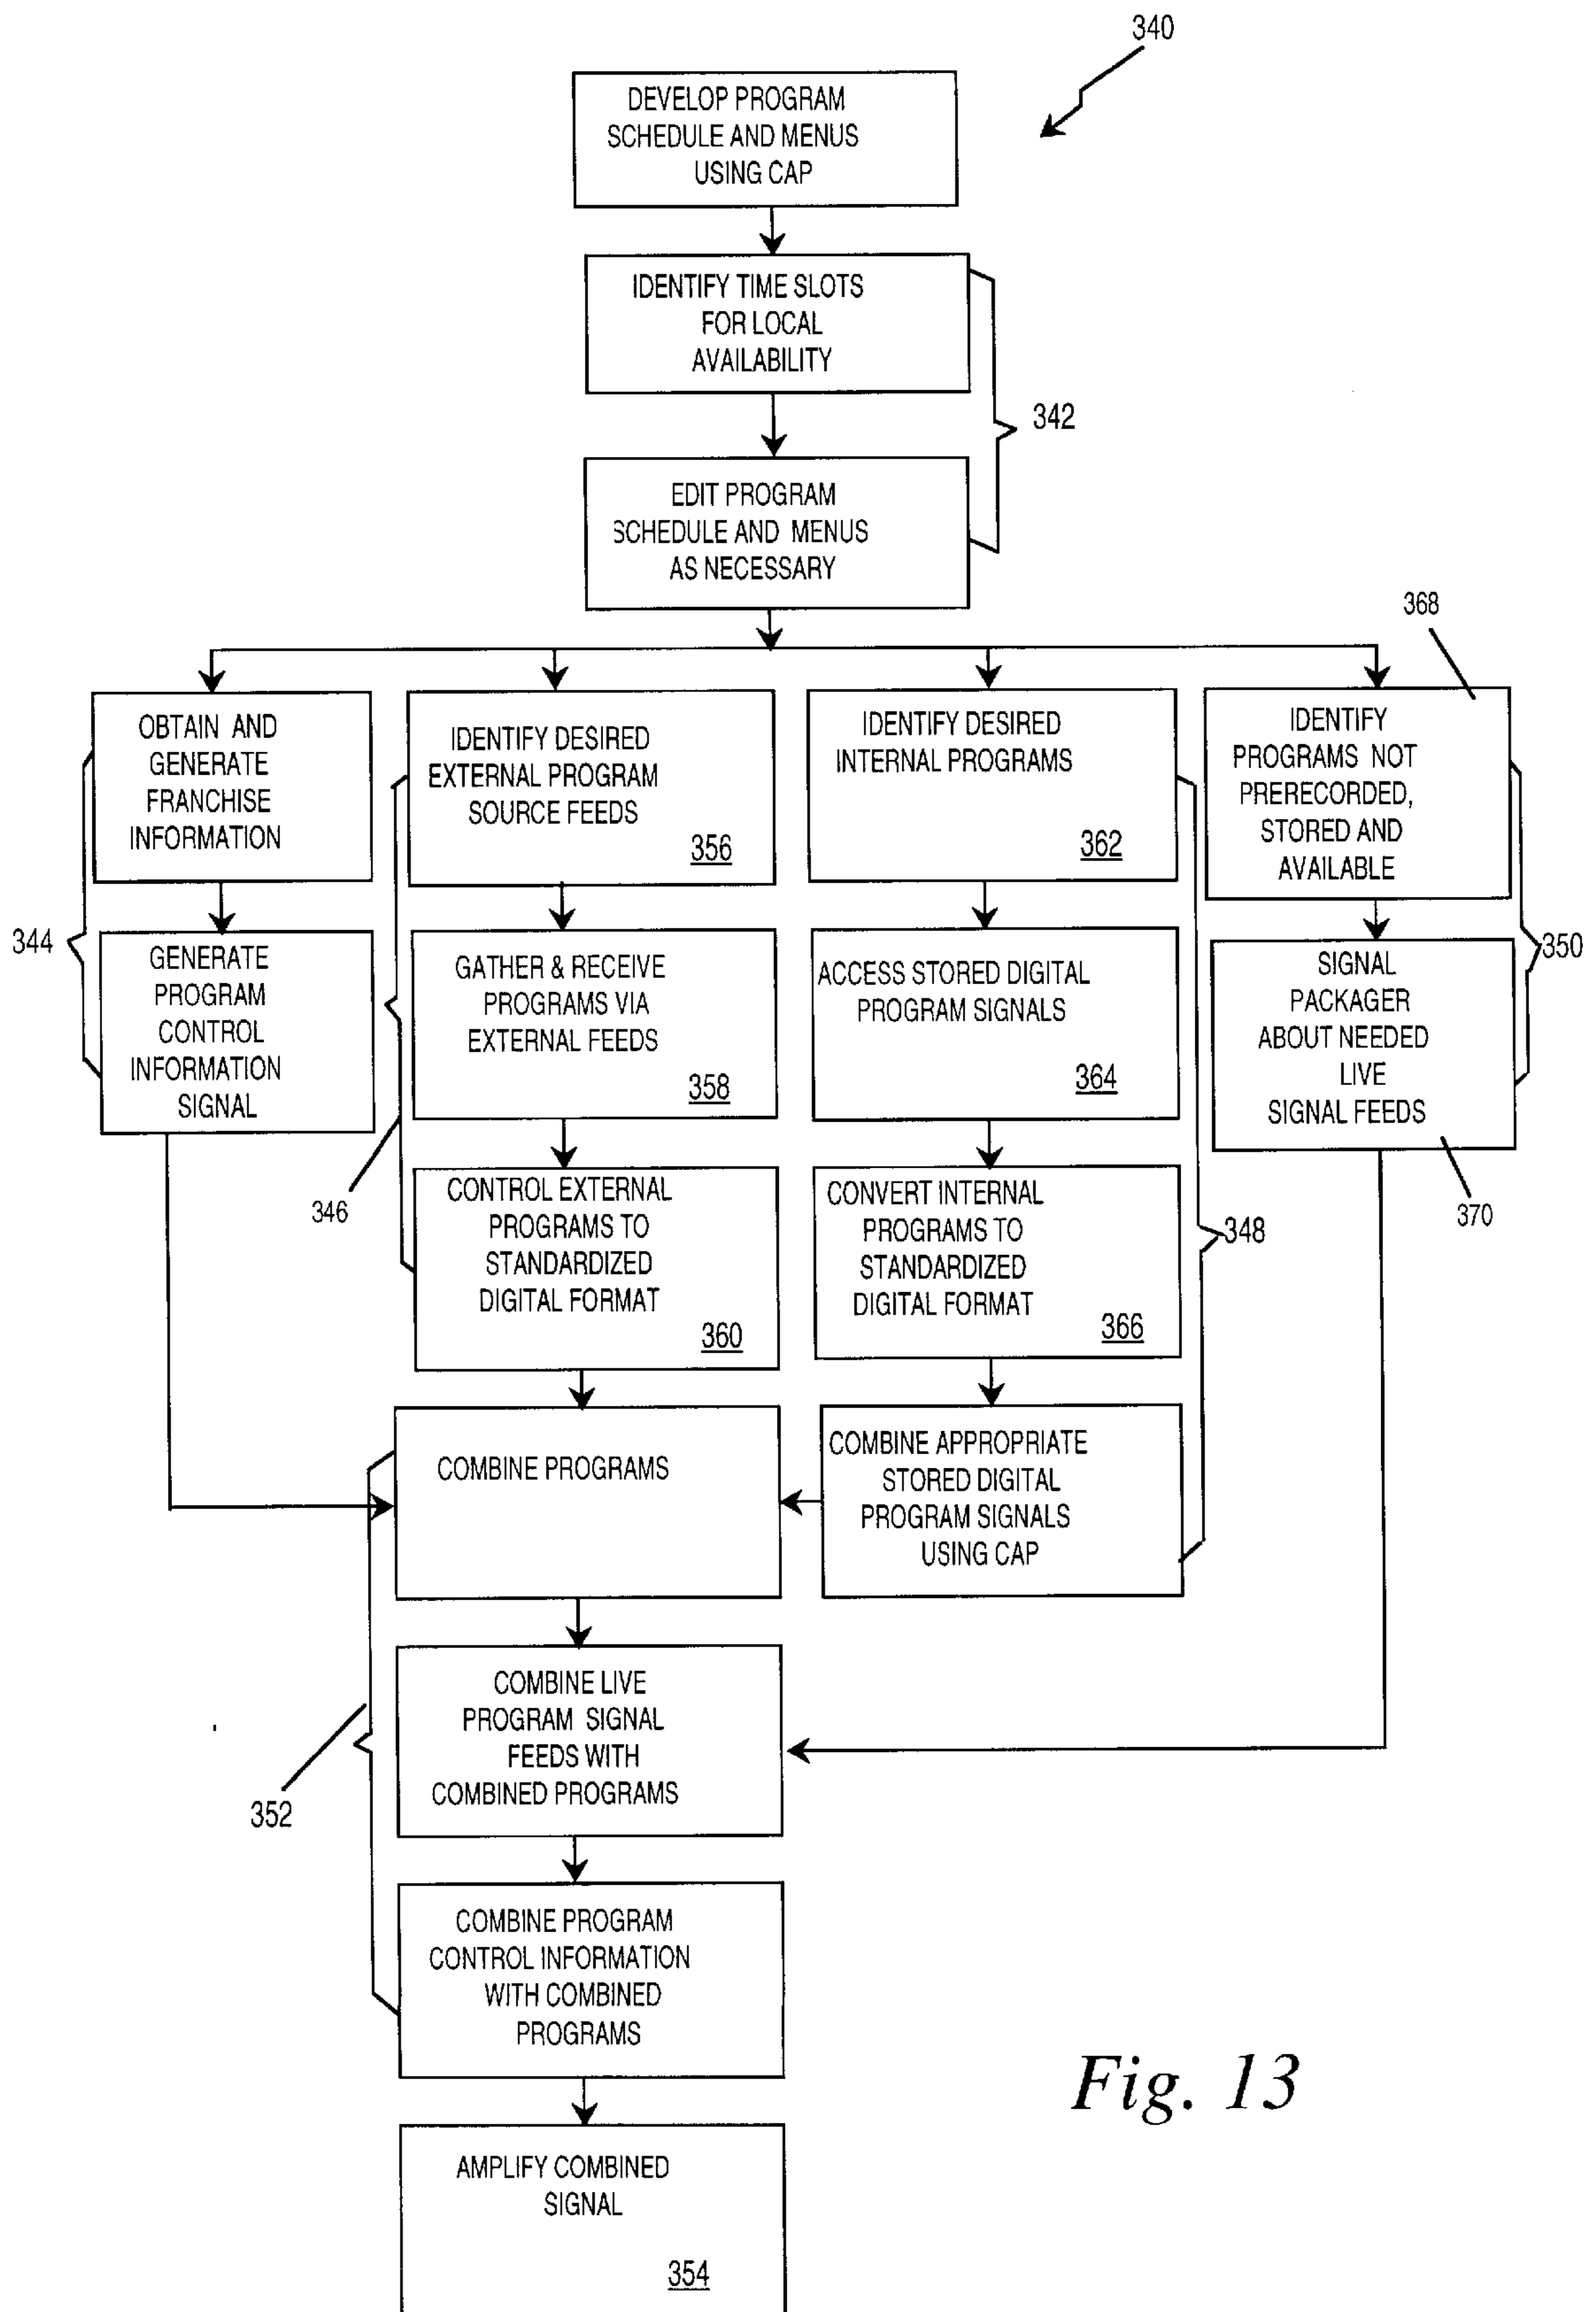 340
DEVELOP PROGRAM
SCHEDULE AND MENUS
USING CAP
IDENTIFY TIME SLOTS
FOR LOCAL
AVAILABILITY
342
EDIT PROGRAM
SCHEDULE AND MENUS
AS NECESSARY
368
OBTAIN AND
GENERATE
FRANCHISE
INFORMATION
IDENTIFY DESIRED
EXTERNAL PROGRAM
SOURCE FEEDS
356
IDENTIFY DESIRED
INTERNAL PROGRAMS
362
IDENTIFY
PROGRAMS NOT
PRERECORDED,
STORED AND
AVAILABLE
344
350
GENERATE
PROGRAM
CONTROL
INFORMATION
SIGNAL
GATHER & RECEIVE
PROGRAMS VIA
EXTERNAL FEEDS
358
ACCESS STORED DIGITAL
PROGRAM SIGNALS
364
SIGNAL
PACKAGER
ABOUT NEEDED
LIVE
SIGNAL FEEDS
346
370
348
CONTROL EXTERNAL
PROGRAMS TO
STANDARDIZED
DIGITAL FORMAT
360
CONVERT INTERNAL
PROGRAMS TO
STANDARDIZED
DIGITAL FORMAT
366
COMBINE PROGRAMS
COMBINE APPROPRIATE
STORED DIGITAL
PROGRAM SIGNALS
USING CAP
COMBINE LIVE
PROGRAM SIGNAL
FEEDS WITH
COMBINED PROGRAMS
352
COMBINE PROGRAM
CONTROL INFORMATION
WITH COMBINED
PROGRAMS
Fig. 13
AMPLIFY COMBINED
SIGNAL
354